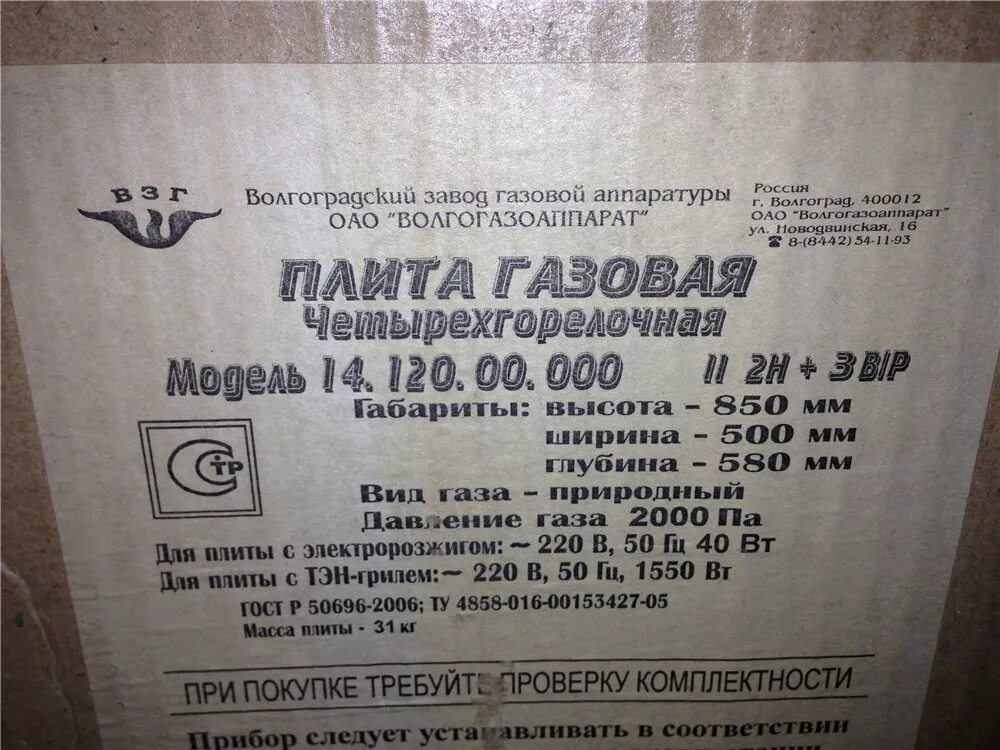 ВЗГ
Волгоградский завод газовой аппаратуры
ОАО "ВОЛГОГАЗОАППАРАТ"
Россия
г. Волгоград, 400012
ОАО "Волгогазоаппарат"
ул. Новодвинская, 16
☎ 8-(8442) 54-11-93
ПЛИТА ГАЗОВАЯ
Четырехгорелочная
Модель 14.120.00.000 II 2Н + 3В/Р
Габариты: высота - 850 мм
ширина - 500 мм
глубина - 580 мм
СТР
Вид газа - природный
Давление газа 2000 Па
Для плиты с электророзжигом: ~ 220 В, 50 Гц 40 Вт
Для плиты с ТЭН-грилем: ~ 220 В, 50 Гц, 1550 Вт
ГОСТ Р 50696-2006; ТУ 4858-016-00153427-05
Масса плиты - 31 кг
ПРИ ПОКУПКЕ ТРЕБУЙТЕ ПРОВЕРКУ КОМПЛЕКТНОСТИ
Прибор следует устанавливать в соответствии